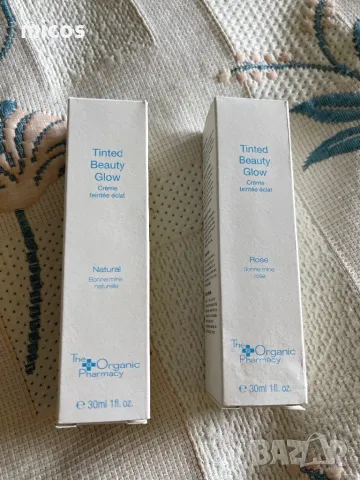 micos
Tinted
Beauty
Glow
Crème
teintée éclat
Natural
Bonne mine
naturelle
The Organic
Pharmacy
e 30ml 1fl. oz.
Tinted
Beauty
Glow
Crème
teintée éclat
Rose
Bonne mine
rose
The Organic
Pharmacy
e 30ml 1fl. oz.
bazar